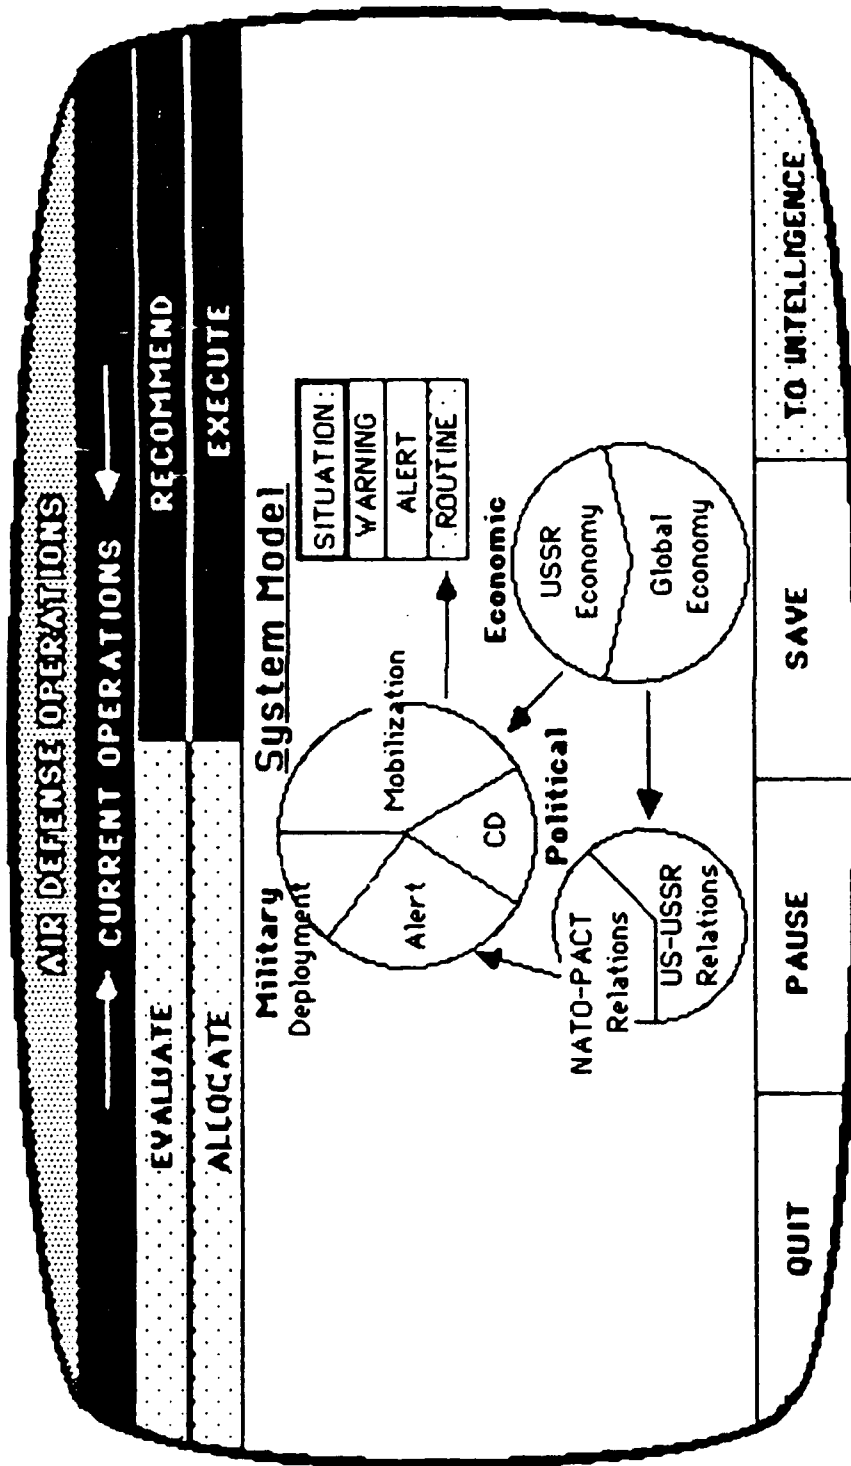 AIR DEFENSE OPERATIONS
CURRENT OPERATIONS
EVALUATE
RECOMMEND
ALLOCATE
EXECUTE
System Model
Military
Deployment
Mobilization
Alert
CD
SITUATION:
WARNING
ALERT
ROUTINE
Economic
USSR
Economy
Global
Economy
Political
NATO-PACT
Relations
US-USSR
Relations
QUIT
PAUSE
SAVE
TO INTELLIGENCE